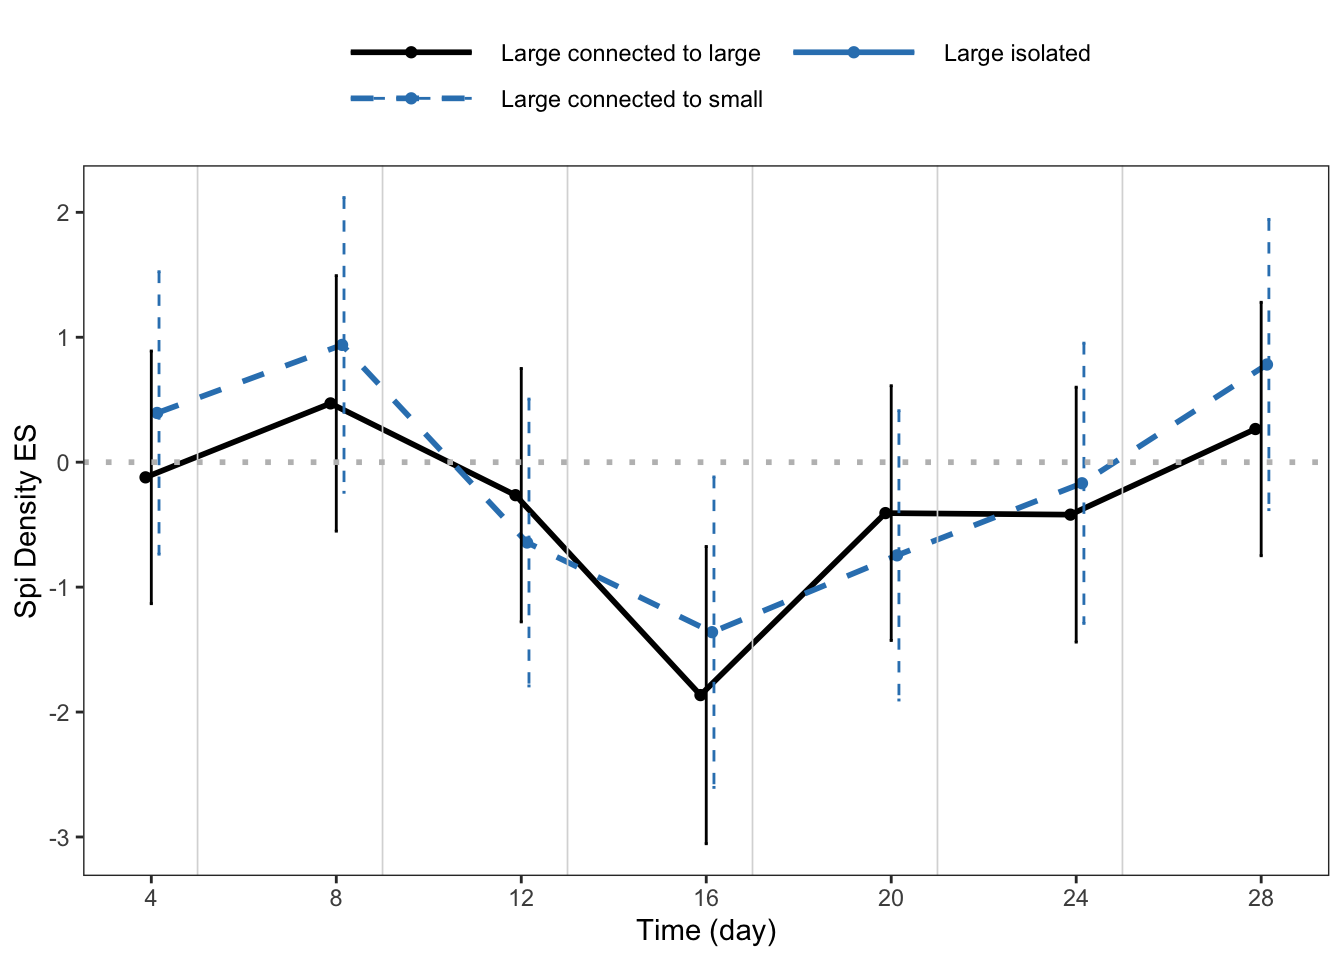 Large connected to large
Large isolated
Large connected to small
Spi Density ES
2
1
0
-1
-2
-3
4 8 12 16 20 24 28
Time (day)